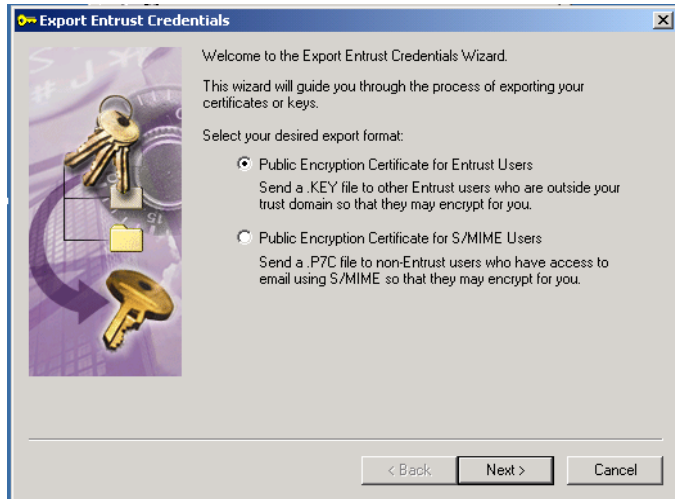 Export Entrust Credentials
Welcome to the Export Entrust Credentials Wizard.
This wizard will guide you through the process of exporting your
certificates or keys.
Select your desired export format:
Public Encryption Certificate for Entrust Users
Send a .KEY file to other Entrust users who are outside your
trust domain so that they may encrypt for you.
Public Encryption Certificate for S/MIME Users
Send a .P7C file to non-Entrust users who have access to
email using S/MIME so that they may encrypt for you.
< Back Next > Cancel